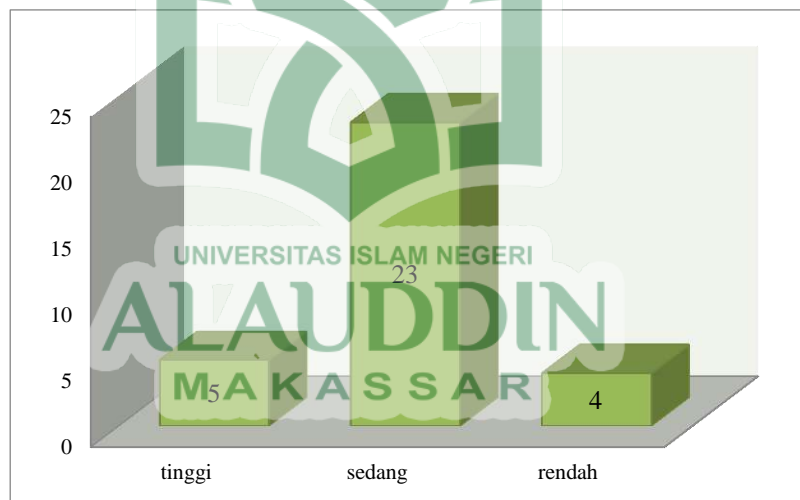 25
20
15
10
5
0
UNIVERSITAS ISLAM NEGERI
ALAUDDIN
MAKASSAR
5
23
4
tinggi
sedang
rendah